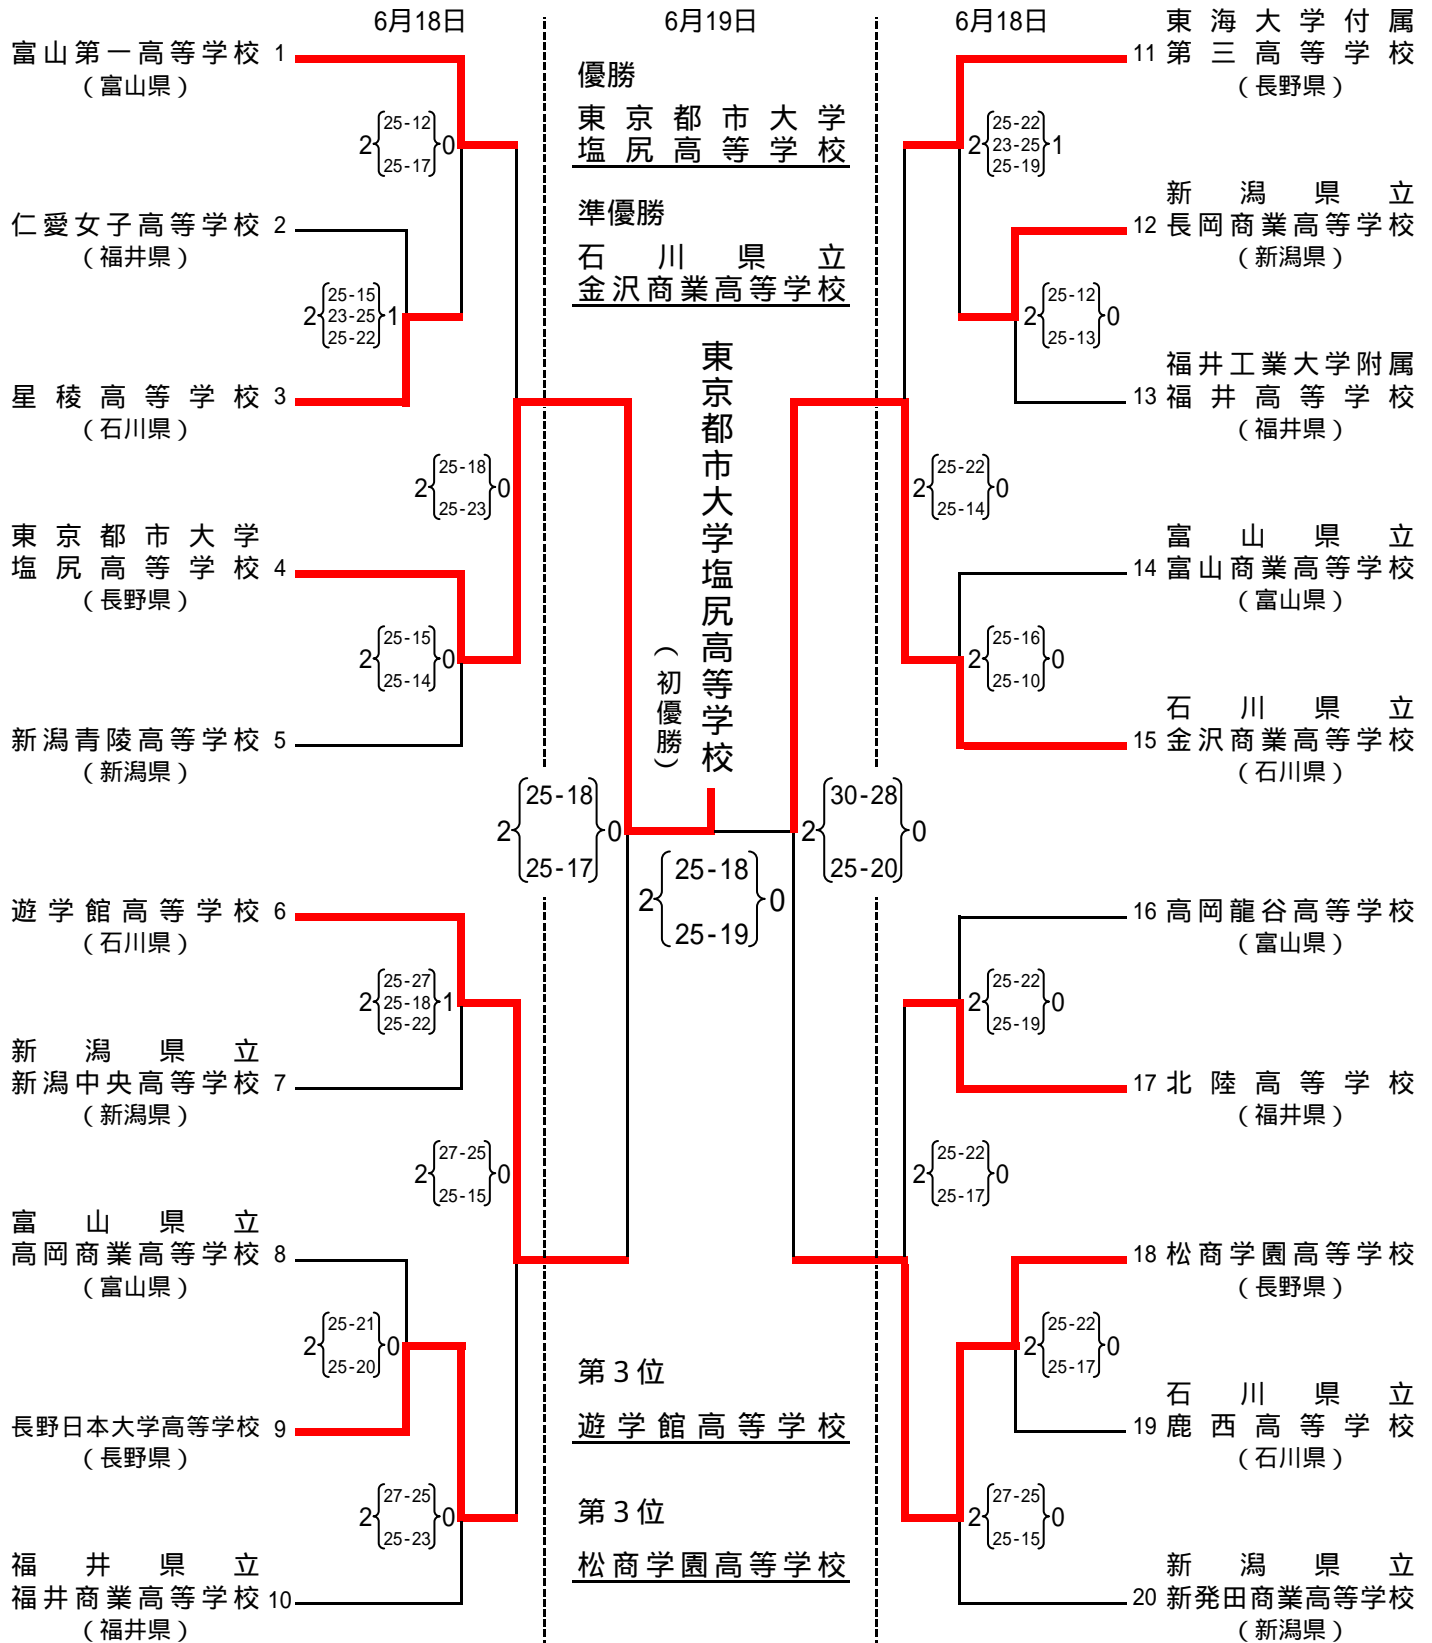 6月18日
6月19日
6月18日
富山第一高等学校 1
（富山県）
2 25-12 0
25-17
仁愛女子高等学校 2
（福井県）
2 25-15 1
23-25
25-22
星稜高等学校 3
（石川県）
2 25-18 0
25-23
東京都市大学
塩尻高等学校 4
（長野県）
2 25-15 0
25-14
新潟青陵高等学校 5
（新潟県）
2 25-18 0
25-17
遊学館高等学校 6
（石川県）
2 25-27 1
25-18
25-22
新潟県立
新潟中央高等学校 7
（新潟県）
2 27-25 0
25-15
富山県立
高岡商業高等学校 8
（富山県）
2 25-21 0
25-20
長野日本大学高等学校 9
（長野県）
2 27-25 0
25-23
福井県立
福井商業高等学校 10
（福井県）
優勝
東京都市大学
塩尻高等学校
準優勝
石川県立
金沢商業高等学校
東京都市大学塩尻高等学校
（初優勝）
2 25-18 0
25-19
第３位
遊学館高等学校
第３位
松商学園高等学校
東海大学付属
11 第三高等学校
（長野県）
2 25-22 1
23-25
25-19
新潟県立
12 長岡商業高等学校
（新潟県）
2 25-12 0
25-13
福井工業大学附属
13 福井高等学校
（福井県）
2 25-22 0
25-14
富山県立
14 富山商業高等学校
（富山県）
2 25-16 0
25-10
石川県立
15 金沢商業高等学校
（石川県）
2 30-28 0
25-20
16 高岡龍谷高等学校
（富山県）
2 25-22 0
25-19
17 北陸高等学校
（福井県）
2 25-22 0
25-17
18 松商学園高等学校
（長野県）
2 25-22 0
25-17
石川県立
19 鹿西高等学校
（石川県）
2 27-25 0
25-15
新潟県立
20 新発田商業高等学校
（新潟県）